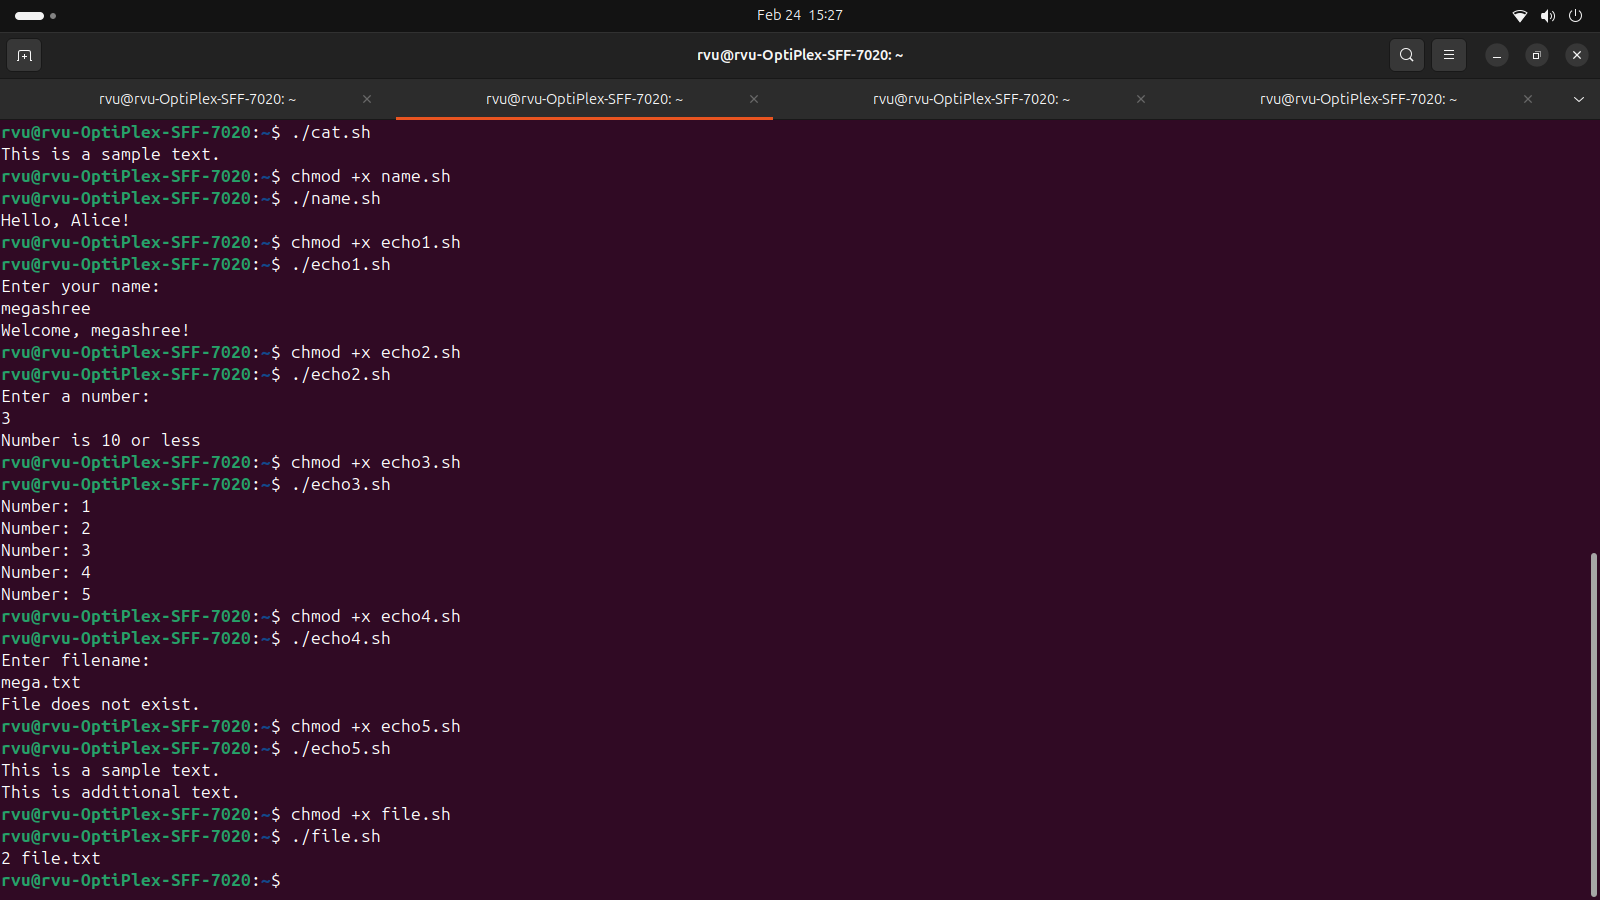 Feb 24 15:27
rvu@rvu-OptiPlex-SFF-7020: ~
rvu@rvu-OptiPlex-SFF-7020: ~ rvu@rvu-OptiPlex-SFF-7020: ~ rvu@rvu-OptiPlex-SFF-7020: ~ rvu@rvu-OptiPlex-SFF-7020: ~
rvu@rvu-OptiPlex-SFF-7020:~$ ./cat.sh
This is a sample text.
rvu@rvu-OptiPlex-SFF-7020:~$ chmod +x name.sh
rvu@rvu-OptiPlex-SFF-7020:~$ ./name.sh
Hello, Alice!
rvu@rvu-OptiPlex-SFF-7020:~$ chmod +x echo1.sh
rvu@rvu-OptiPlex-SFF-7020:~$ ./echo1.sh
Enter your name:
megashree
Welcome, megashree!
rvu@rvu-OptiPlex-SFF-7020:~$ chmod +x echo2.sh
rvu@rvu-OptiPlex-SFF-7020:~$ ./echo2.sh
Enter a number:
3
Number is 10 or less
rvu@rvu-OptiPlex-SFF-7020:~$ chmod +x echo3.sh
rvu@rvu-OptiPlex-SFF-7020:~$ ./echo3.sh
Number: 1
Number: 2
Number: 3
Number: 4
Number: 5
rvu@rvu-OptiPlex-SFF-7020:~$ chmod +x echo4.sh
rvu@rvu-OptiPlex-SFF-7020:~$ ./echo4.sh
Enter filename:
mega.txt
File does not exist.
rvu@rvu-OptiPlex-SFF-7020:~$ chmod +x echo5.sh
rvu@rvu-OptiPlex-SFF-7020:~$ ./echo5.sh
This is a sample text.
This is additional text.
rvu@rvu-OptiPlex-SFF-7020:~$ chmod +x file.sh
rvu@rvu-OptiPlex-SFF-7020:~$ ./file.sh
2 file.txt
rvu@rvu-OptiPlex-SFF-7020:~$